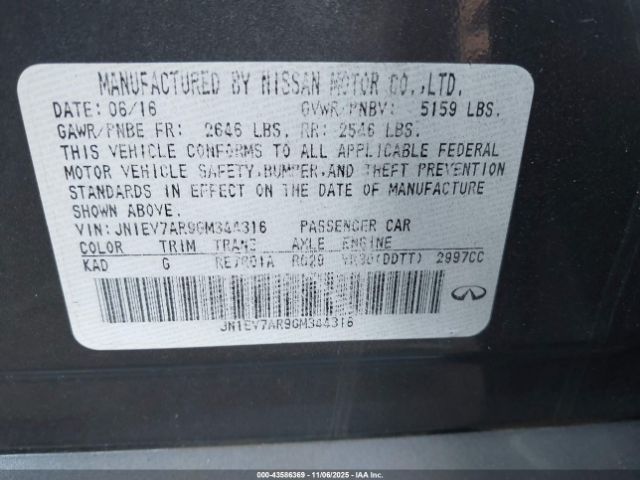 MANUFACTURED BY NISSAN MOTOR CO.,LTD.
DATE: 06/16 GVWR/PNBV: 5159 LBS.
GAWR/PNBE FR: 2646 LBS. RR: 2546 LBS.
THIS VEHICLE CONFORMS TO ALL APPLICABLE FEDERAL
MOTOR VEHICLE SAFETY,BUMPER,AND THEFT PREVENTION
STANDARDS IN EFFECT ON THE DATE OF MANUFACTURE
SHOWN ABOVE.
VIN:JN1EV7AR9GM344316 PASSENGER CAR
COLOR TRIM TRANS AXLE ENGINE
KAD G RE7R01A R029 VR30(DDTT) 2997CC
JN1EV7AR9GM344316
000-43586369 - 11/06/2025 - IAA Inc.